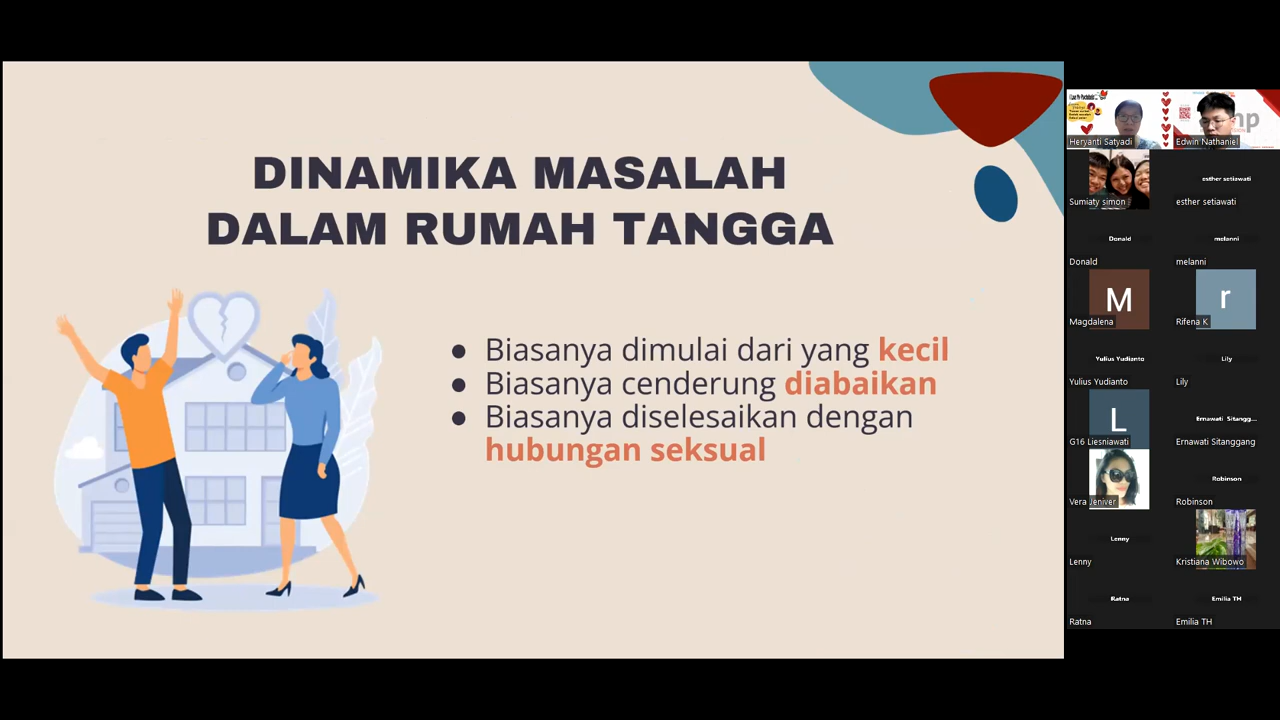 DINAMIKA MASALAH
DALAM RUMAH TANGGA
● Biasanya dimulai dari yang kecil
● Biasanya cenderung diabaikan
● Biasanya diselesaikan dengan
hubungan seksual
Heryanti Satyadi
Edwin Nathaniel
Sumiaty simon
esther setiawati
esther setiawati
Donald
melanni
Donald
melanni
M
r
Magdalena
Rifena K
Yulius Yudianto
Lily
Yulius Yudianto
Lily
L
Ernawati Sitangg...
G16 Liesniawati
Ernawati Sitanggang
Robinson
Vera Jeniver
Robinson
Lenny
Lenny
Kristiana Wibowo
Ratna
Emilia TH
Ratna
Emilia TH